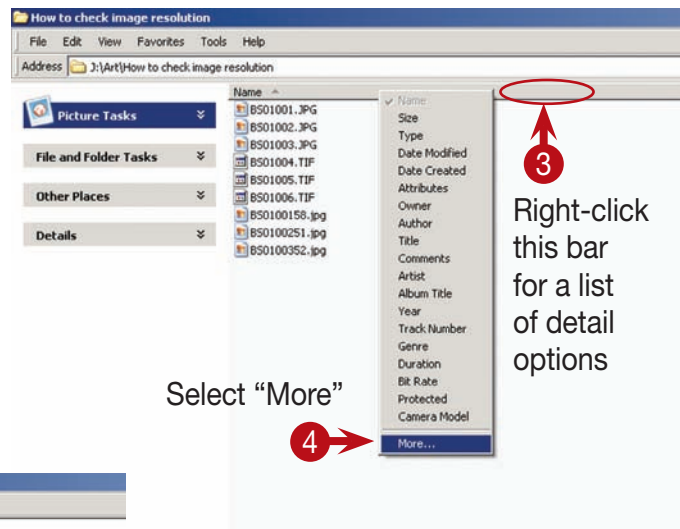 How to check image resolution
File Edit View Favorites Tools Help
Address J:\Art\How to check image resolution
Picture Tasks
File and Folder Tasks
Other Places
Details
Name
BS01001.JPG
BS01002.JPG
BS01003.JPG
BS01004.TIF
BS01005.TIF
BS01006.TIF
BS0100158.jpg
BS0100251.jpg
BS0100352.jpg
Name
Size
Type
Date Modified
Date Created
Attributes
Owner
Author
Title
Comments
Artist
Album Title
Year
Track Number
Genre
Duration
Bit Rate
Protected
Camera Model
More...
3
Right-click
this bar
for a list
of detail
options
Select “More”
4